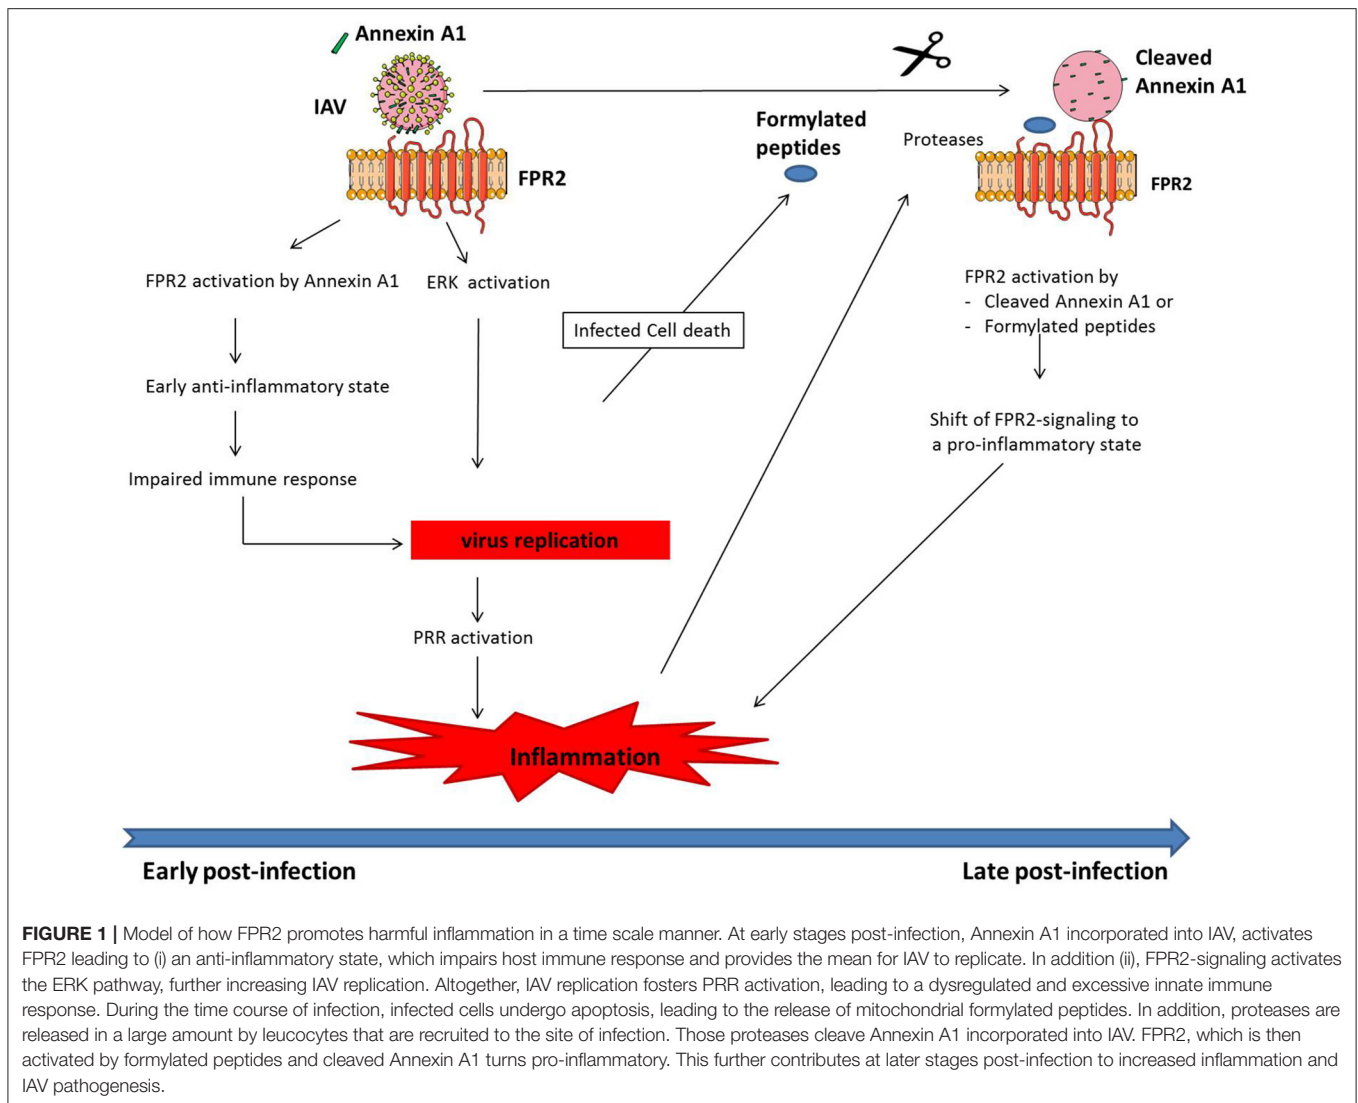 Annexin A1
IAV
FPR2
Formylated
peptides
Proteases
Cleaved
Annexin A1
FPR2
FPR2 activation by Annexin A1
ERK activation
Infected Cell death
FPR2 activation by
- Cleaved Annexin A1 or
- Formylated peptides
Early anti-inflammatory state
Shift of FPR2-signaling to
a pro-inflammatory state
Impaired immune response
virus replication
PRR activation
Inflammation
Early post-infection
Late post-infection
FIGURE 1 | Model of how FPR2 promotes harmful inflammation in a time scale manner. At early stages post-infection, Annexin A1 incorporated into IAV, activates
FPR2 leading to (i) an anti-inflammatory state, which impairs host immune response and provides the mean for IAV to replicate. In addition (ii), FPR2-signaling activates
the ERK pathway, further increasing IAV replication. Altogether, IAV replication fosters PRR activation, leading to a dysregulated and excessive innate immune
response. During the time course of infection, infected cells undergo apoptosis, leading to the release of mitochondrial formylated peptides. In addition, proteases are
released in a large amount by leucocytes that are recruited to the site of infection. Those proteases cleave Annexin A1 incorporated into IAV. FPR2, which is then
activated by formylated peptides and cleaved Annexin A1 turns pro-inflammatory. This further contributes at later stages post-infection to increased inflammation and
IAV pathogenesis.